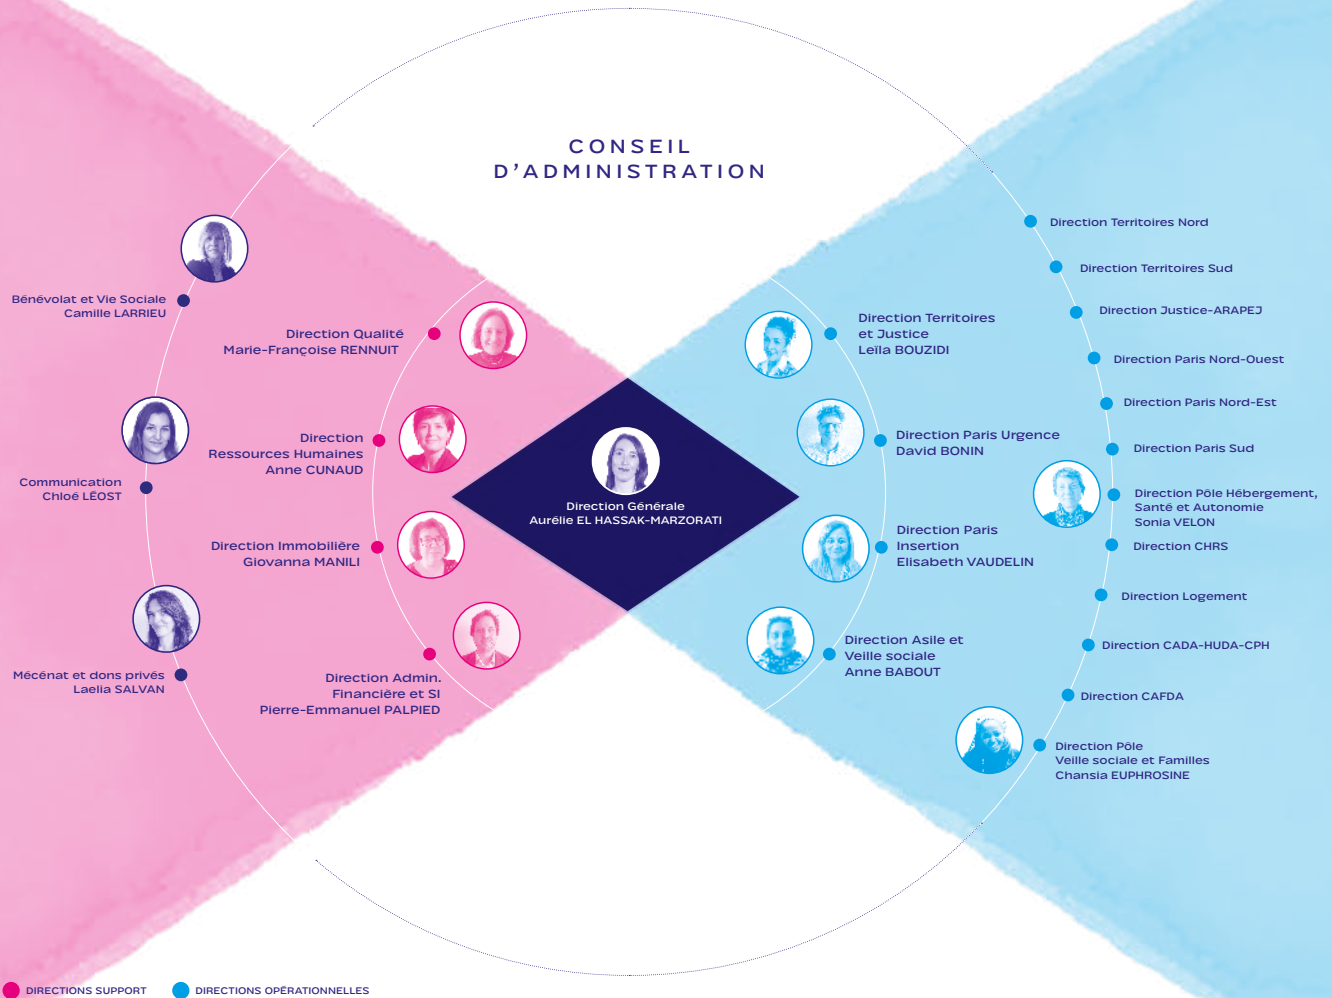 CONSEIL
D’ADMINISTRATION
Bénévolat et Vie Sociale
Camille LARRIEU
Communication
Chloé LÉOST
Mécénat et dons privés
Laelia SALVAN
Direction Qualité
Marie-Françoise RENNUIT
Direction
Ressources Humaines
Anne CUNAUD
Direction Immobilière
Giovanna MANILI
Direction Admin.
Financière et SI
Pierre-Emmanuel PALPIED
Direction Générale
Aurélie EL HASSAK-MARZORATI
Direction Territoires
et Justice
Leïla BOUZIDI
Direction Paris Urgence
David BONIN
Direction Paris
Insertion
Elisabeth VAUDELIN
Direction Asile et
Veille sociale
Anne BABOUT
Direction Territoires Nord
Direction Territoires Sud
Direction Justice-ARAPEJ
Direction Paris Nord-Ouest
Direction Paris Nord-Est
Direction Paris Sud
Direction Pôle Hébergement,
Santé et Autonomie
Sonia VELON
Direction CHRS
Direction Logement
Direction CADA-HUDA-CPH
Direction CAFDA
Direction Pôle
Veille sociale et Familles
Chansia EUPHROSINE
DIRECTIONS SUPPORT
DIRECTIONS OPÉRATIONNELLES